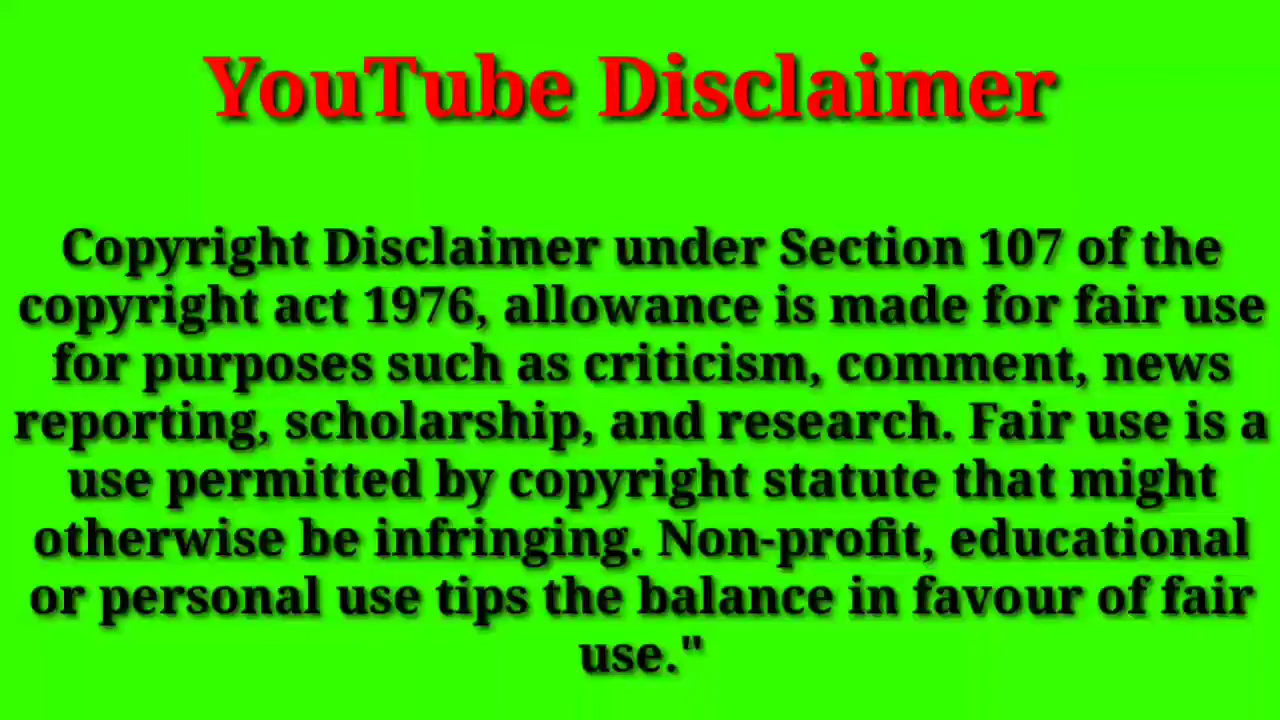 YouTube Disclaimer
Copyright Disclaimer under Section 107 of the
copyright act 1976, allowance is made for fair use
for purposes such as criticism, comment, news
reporting, scholarship, and research. Fair use is a
use permitted by copyright statute that might
otherwise be infringing. Non-profit, educational
or personal use tips the balance in favour of fair
use."